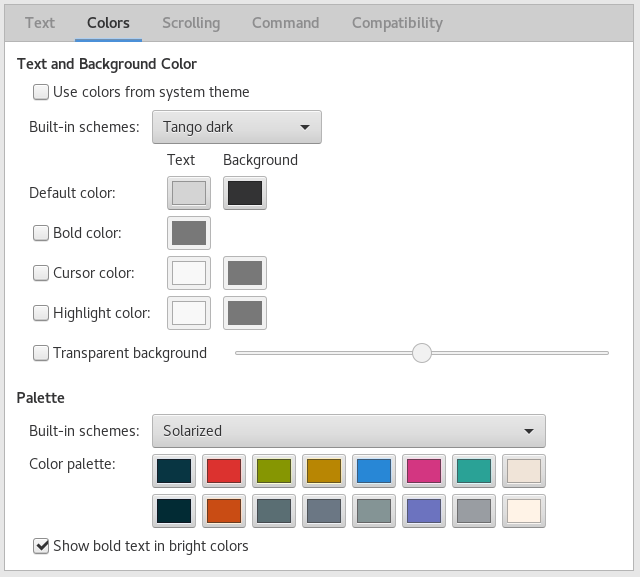 Text Colors Scrolling Command Compatibility
Text and Background Color
Use colors from system theme
Built-in schemes: Tango dark
Text Background
Default color:
Bold color:
Cursor color:
Highlight color:
Transparent background
Palette
Built-in schemes: Solarized
Color palette:
Show bold text in bright colors